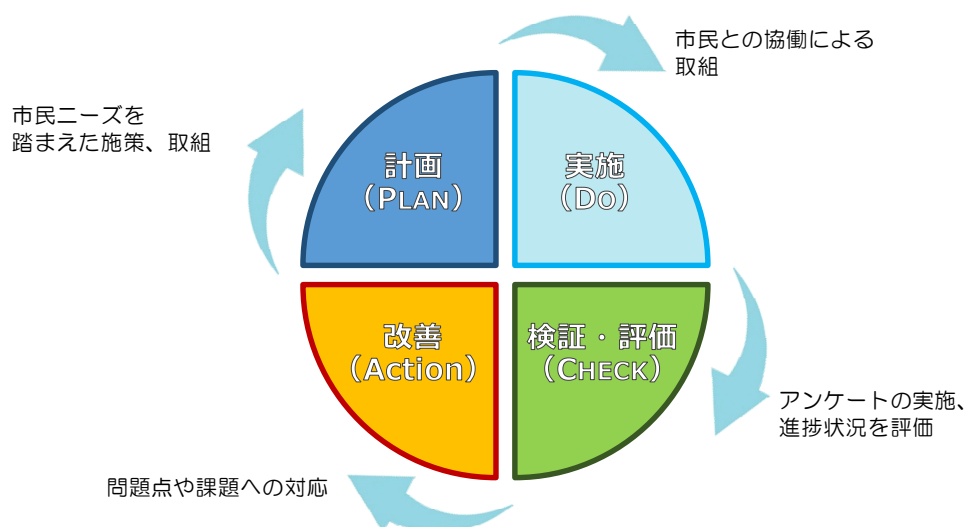 市民との協働による
取組
市民ニーズを
踏まえた施策、取組
計画
(PLAN)
実施
(DO)
改善
(Action)
検証・評価
(CHECK)
アンケートの実施、
進捗状況を評価
問題点や課題への対応